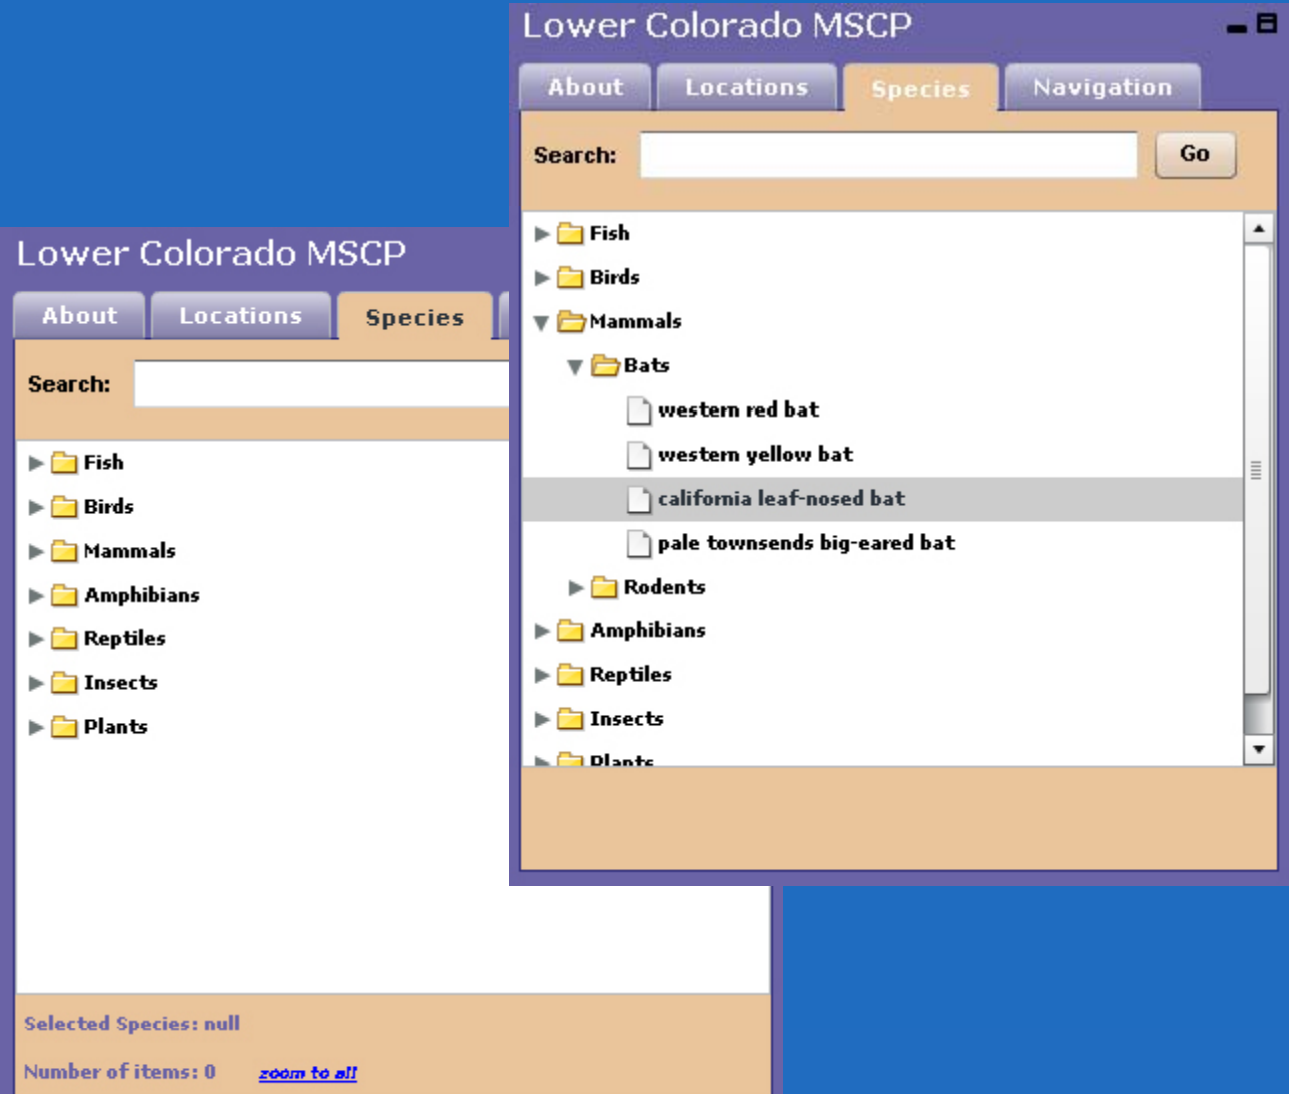 Lower Colorado MSCP
About Locations Species Navigation
Search: Go
Fish
Birds
Mammals
Bats
western red bat
western yellow bat
california leaf-nosed bat
pale townsends big-eared bat
Rodents
Amphibians
Reptiles
Insects
Plants
Lower Colorado MSCP
About Locations Species
Search:
Fish
Birds
Mammals
Amphibians
Reptiles
Insects
Plants
Selected Species: null
Number of items: 0 zoom to all